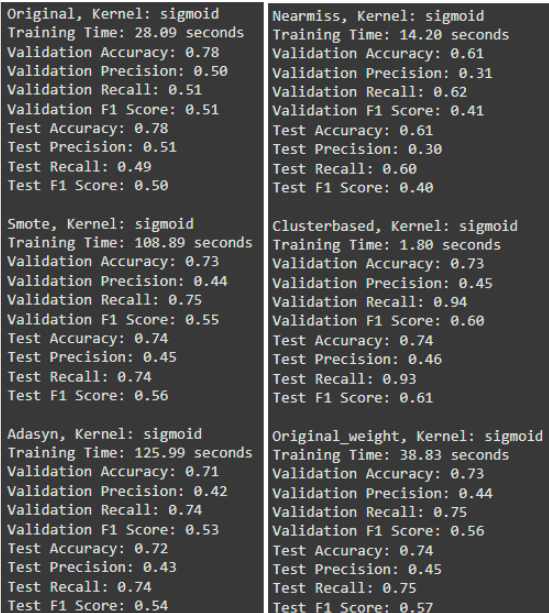 Original, Kernel: sigmoid
Training Time: 28.09 seconds
Validation Accuracy: 0.78
Validation Precision: 0.50
Validation Recall: 0.51
Validation F1 Score: 0.51
Test Accuracy: 0.78
Test Precision: 0.51
Test Recall: 0.49
Test F1 Score: 0.50
Smote, Kernel: sigmoid
Training Time: 108.89 seconds
Validation Accuracy: 0.73
Validation Precision: 0.44
Validation Recall: 0.75
Validation F1 Score: 0.55
Test Accuracy: 0.74
Test Precision: 0.45
Test Recall: 0.74
Test F1 Score: 0.56
Adasyn, Kernel: sigmoid
Training Time: 125.99 seconds
Validation Accuracy: 0.71
Validation Precision: 0.42
Validation Recall: 0.74
Validation F1 Score: 0.53
Test Accuracy: 0.72
Test Precision: 0.43
Test Recall: 0.74
Test F1 Score: 0.54
Nearmiss, Kernel: sigmoid
Training Time: 14.20 seconds
Validation Accuracy: 0.61
Validation Precision: 0.31
Validation Recall: 0.62
Validation F1 Score: 0.41
Test Accuracy: 0.61
Test Precision: 0.30
Test Recall: 0.60
Test F1 Score: 0.40
Clusterbased, Kernel: sigmoid
Training Time: 1.80 seconds
Validation Accuracy: 0.73
Validation Precision: 0.45
Validation Recall: 0.94
Validation F1 Score: 0.60
Test Accuracy: 0.74
Test Precision: 0.46
Test Recall: 0.93
Test F1 Score: 0.61
Original_weight, Kernel: sigmoid
Training Time: 38.83 seconds
Validation Accuracy: 0.73
Validation Precision: 0.44
Validation Recall: 0.75
Validation F1 Score: 0.56
Test Accuracy: 0.74
Test Precision: 0.45
Test Recall: 0.75
Test F1 Score: 0.57